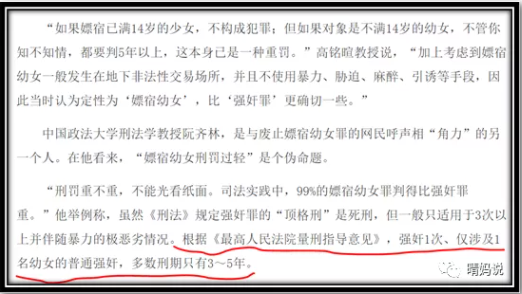 “如果嫖宿已满14岁的少女，不构成犯罪；但如果对象是不满14岁的幼女，不管你
知不知情，都要判5年以上，这本身已是一种重罚。”高铭暄教授说，“加上考虑到嫖宿
幼女一般发生在地下非法性交易场所，并且不使用暴力、胁迫、麻醉、引诱等手段，因
此当时认为定性为‘嫖宿幼女’，比‘强奸罪’更确切一些。”
中国政法大学刑法学教授阮齐林，是与废止嫖宿幼女罪的网民呼声相“角力”的另
一个人。在他看来，“嫖宿幼女刑罚过轻”是个伪命题。
“刑罚重不重，不能光看纸面。司法实践中，99%的嫖宿幼女罪判得比强奸罪
重。”他举例称，虽然《刑法》规定强奸罪的“顶格刑”是死刑，但一般只适用于3次以
上并伴随暴力的极恶劣情况。根据《最高人民法院量刑指导意见》，强奸1次、仅涉及1
名幼女的普通强奸，多数刑期只有3～5年。
晴妈说